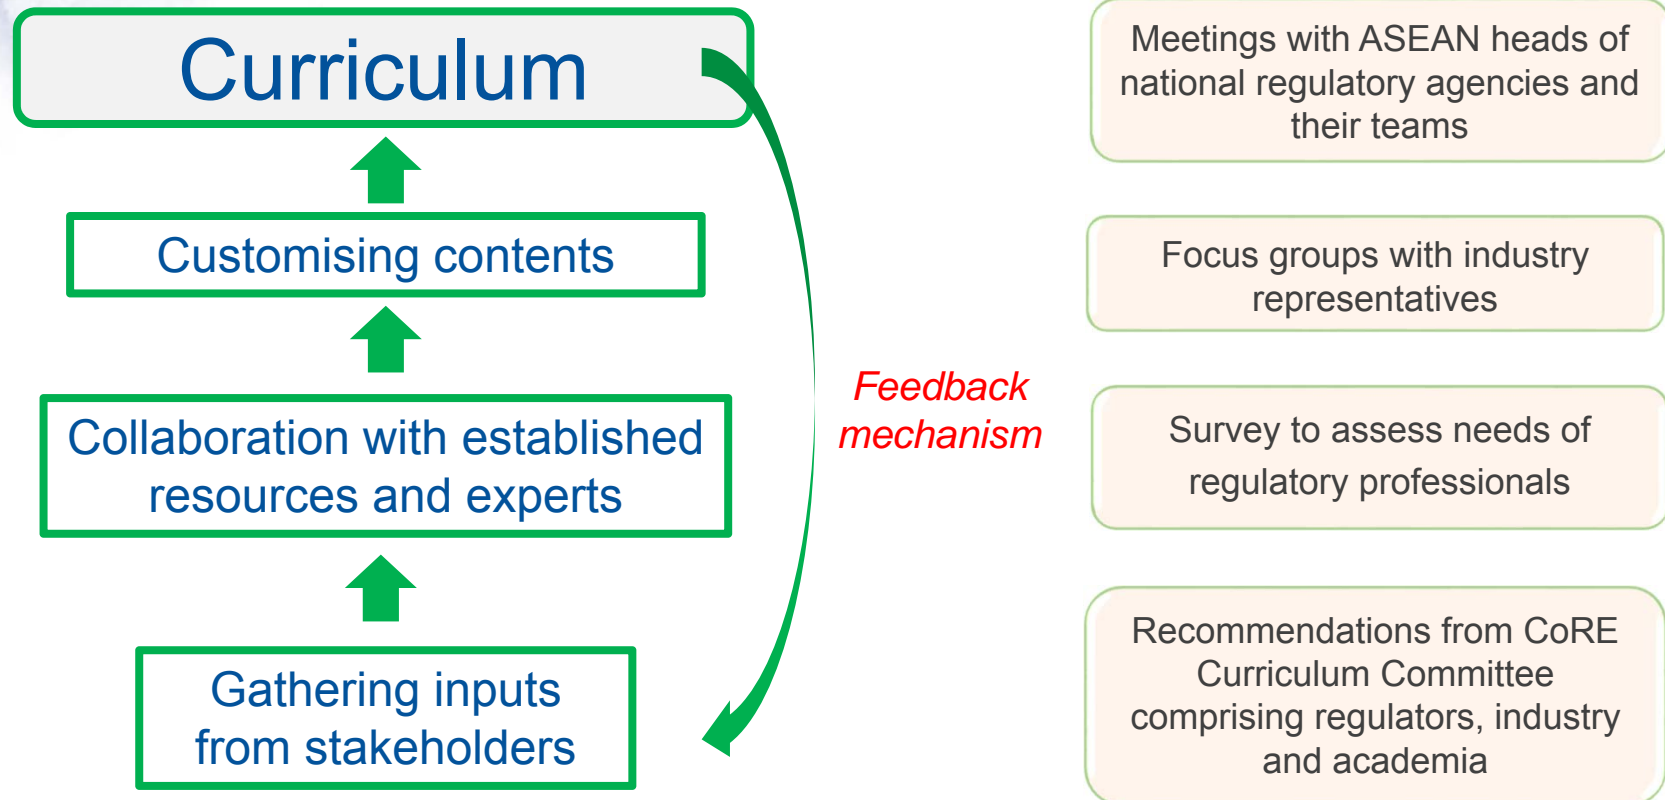 Curriculum
Customising contents
Collaboration with established
resources and experts
Gathering inputs
from stakeholders
Feedback
mechanism
Meetings with ASEAN heads of
national regulatory agencies and
their teams
Focus groups with industry
representatives
Survey to assess needs of
regulatory professionals
Recommendations from CoRE
Curriculum Committee
comprising regulators, industry
and academia